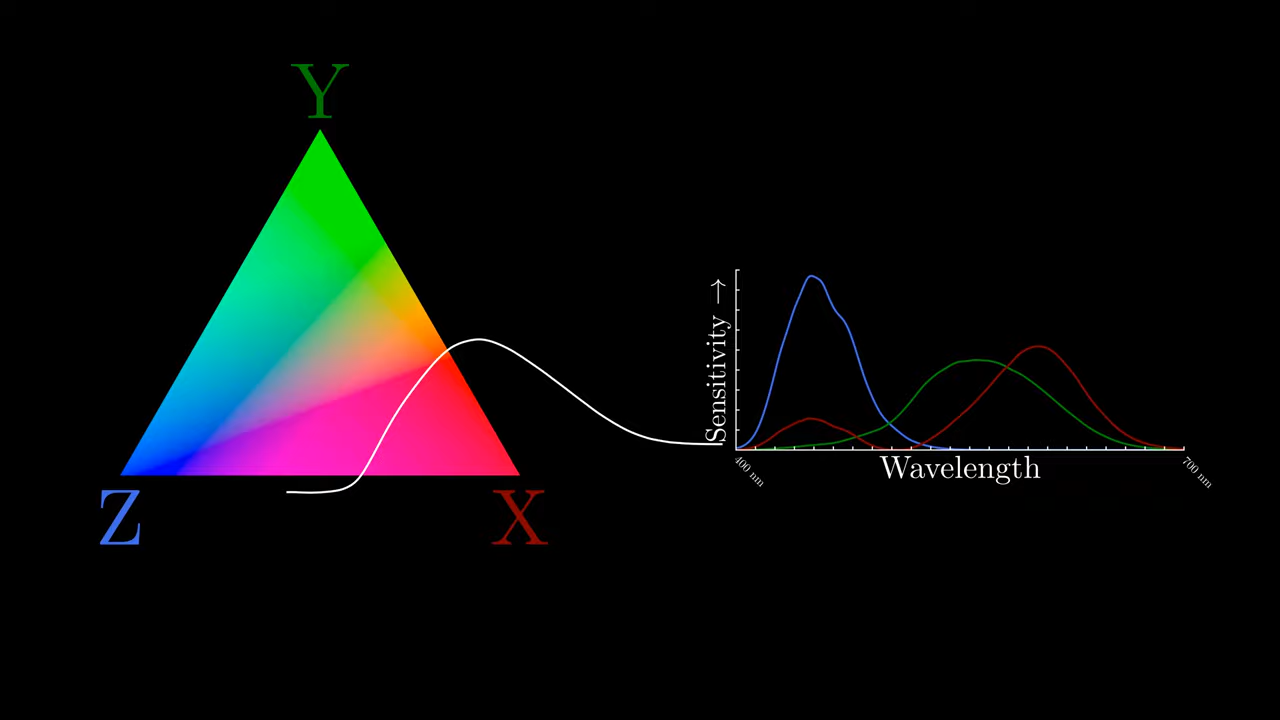 Y
Z
X
Sensitivity →
400 nm
Wavelength
700 nm